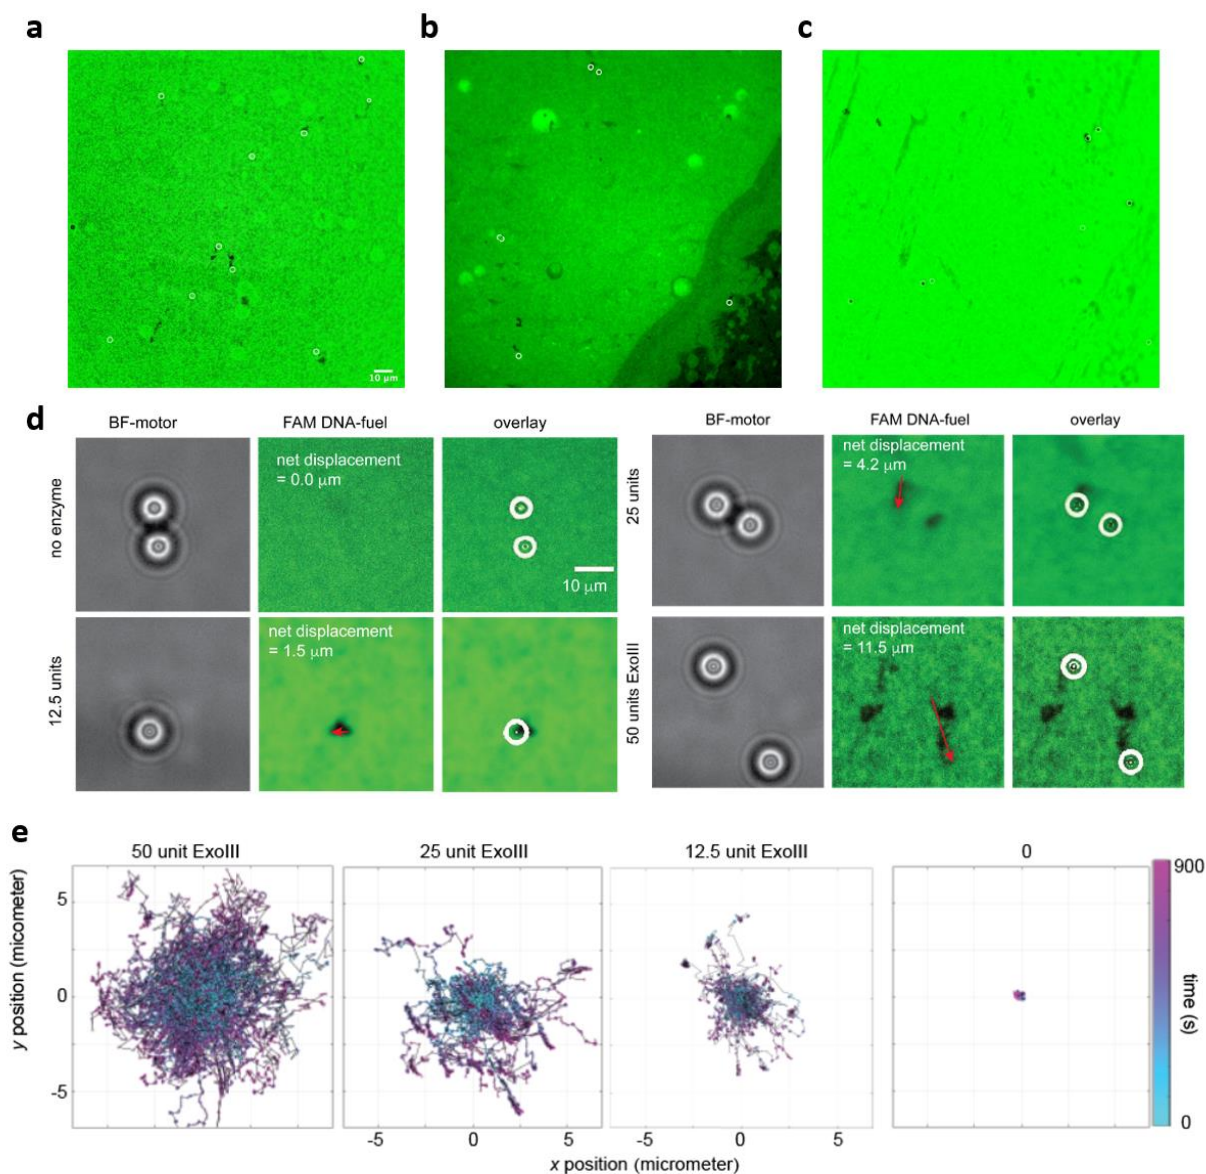 a
b
c
10 μm
d
BF-motor
FAM DNA-fuel
overlay
BF-motor
FAM DNA-fuel
overlay
no enzyme
net displacement
= 0.0 μm
10 μm
25 units
net displacement
= 4.2 μm
12.5 units
net displacement
= 1.5 μm
50 units ExoIII
net displacement
= 11.5 μm
e
50 unit ExoIII
25 unit ExoIII
12.5 unit ExoIII
0
y position (micometer)
5
0
-5
-5
0
5
-5
0
5
x position (micrometer)
900
time (s)
0